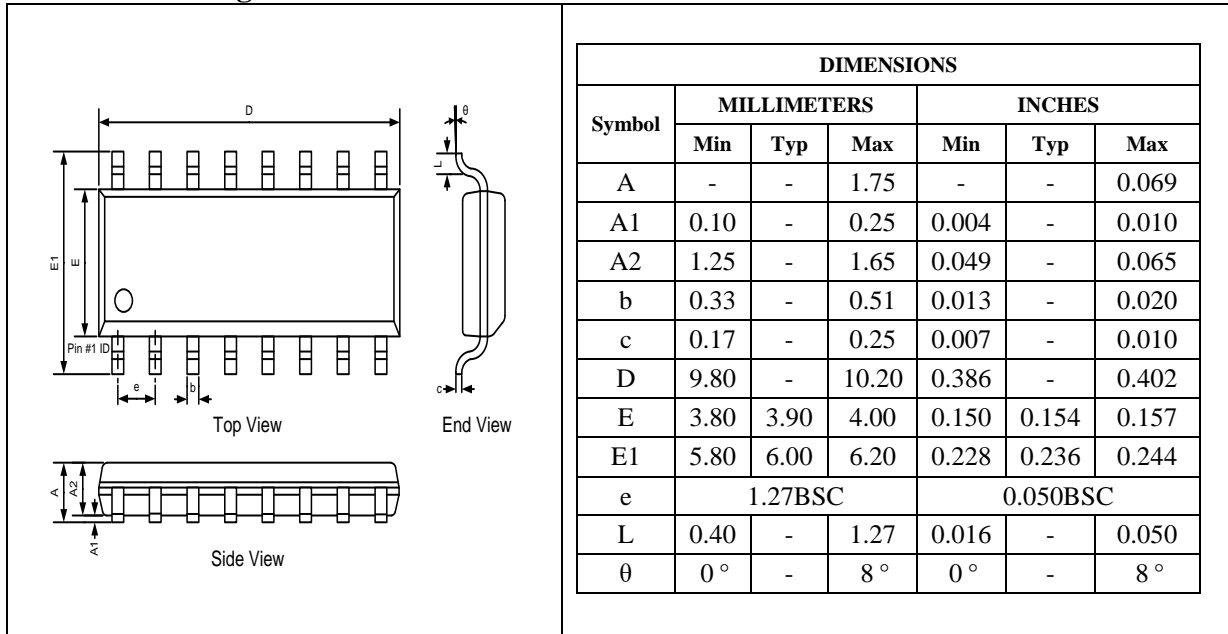 D
θ
L
E1
E
Pin #1 ID
e
b
c
Top View
End View
A
A2
A1
Side View
DIMENSIONS
Symbol MILLIMETERS INCHES
Min Typ Max Min Typ Max
A - - 1.75 - - 0.069
A1 0.10 - 0.25 0.004 - 0.010
A2 1.25 - 1.65 0.049 - 0.065
b 0.33 - 0.51 0.013 - 0.020
c 0.17 - 0.25 0.007 - 0.010
D 9.80 - 10.20 0.386 - 0.402
E 3.80 3.90 4.00 0.150 0.154 0.157
E1 5.80 6.00 6.20 0.228 0.236 0.244
e 1.27BSC 0.050BSC
L 0.40 - 1.27 0.016 - 0.050
θ 0° - 8° 0° - 8°